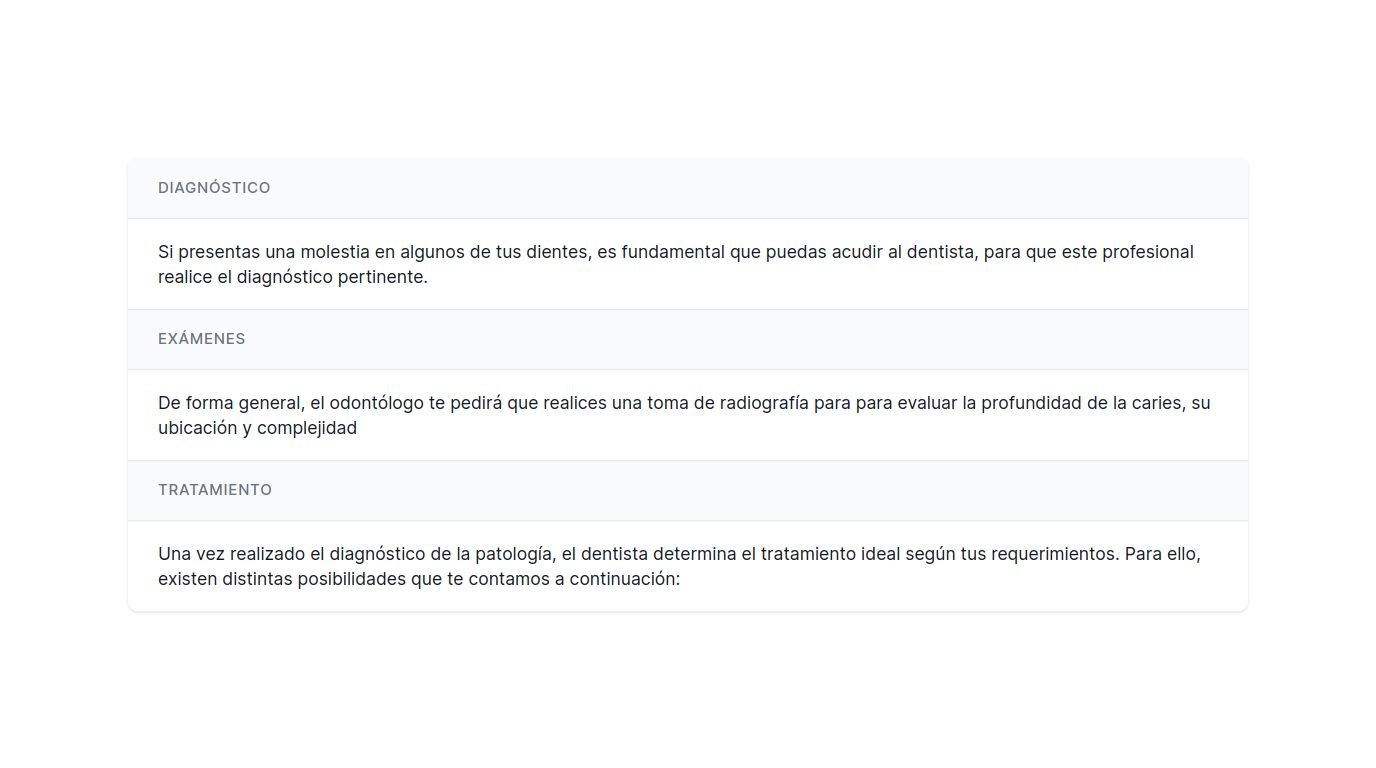 DIAGNÓSTICO
Si presentas una molestia en algunos de tus dientes, es fundamental que puedas acudir al dentista, para que este profesional
realice el diagnóstico pertinente.
EXÁMENES
De forma general, el odontólogo te pedirá que realices una toma de radiografía para para evaluar la profundidad de la caries, su
ubicación y complejidad
TRATAMIENTO
Una vez realizado el diagnóstico de la patología, el dentista determina el tratamiento ideal según tus requerimientos. Para ello,
existen distintas posibilidades que te contamos a continuación: